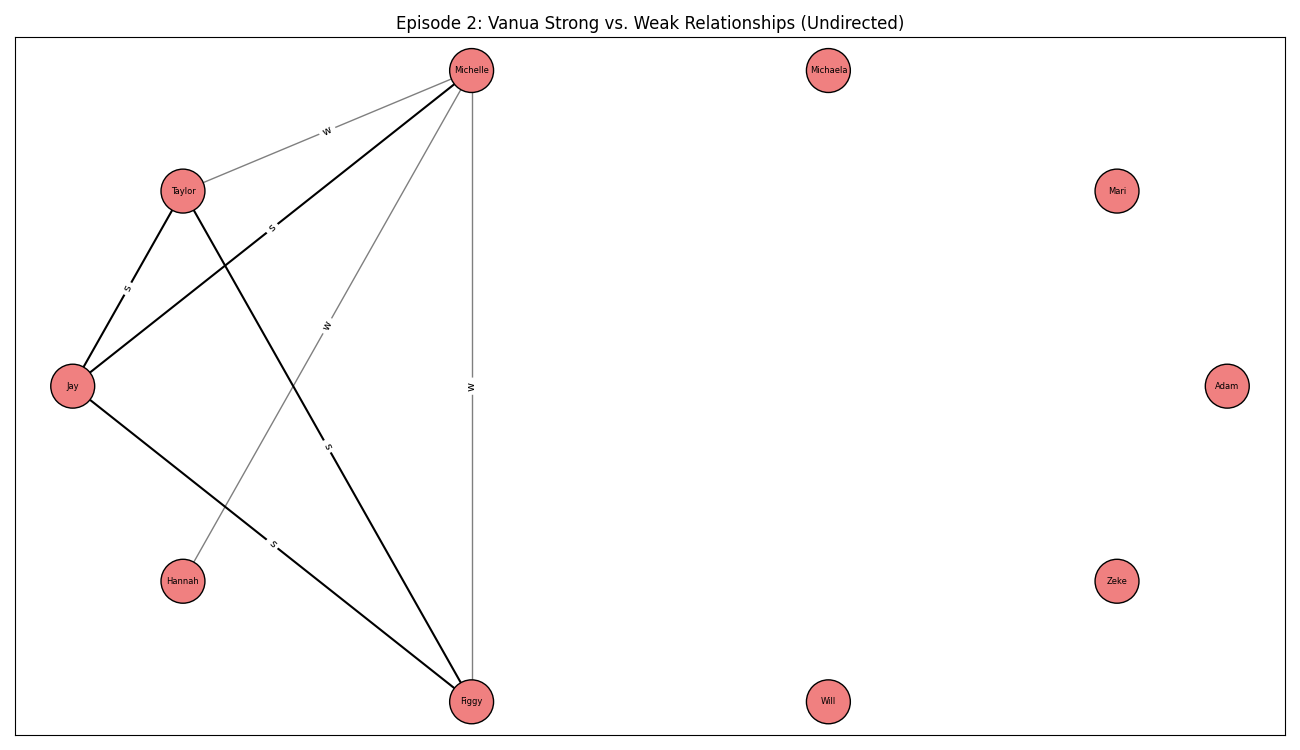 Episode 2: Vanua Strong vs. Weak Relationships (Undirected)
Michelle
Michaela
w
Taylor
Mari
s
s
w
Jay
w
Adam
s
s
Hannah
Zeke
Figgy
Will